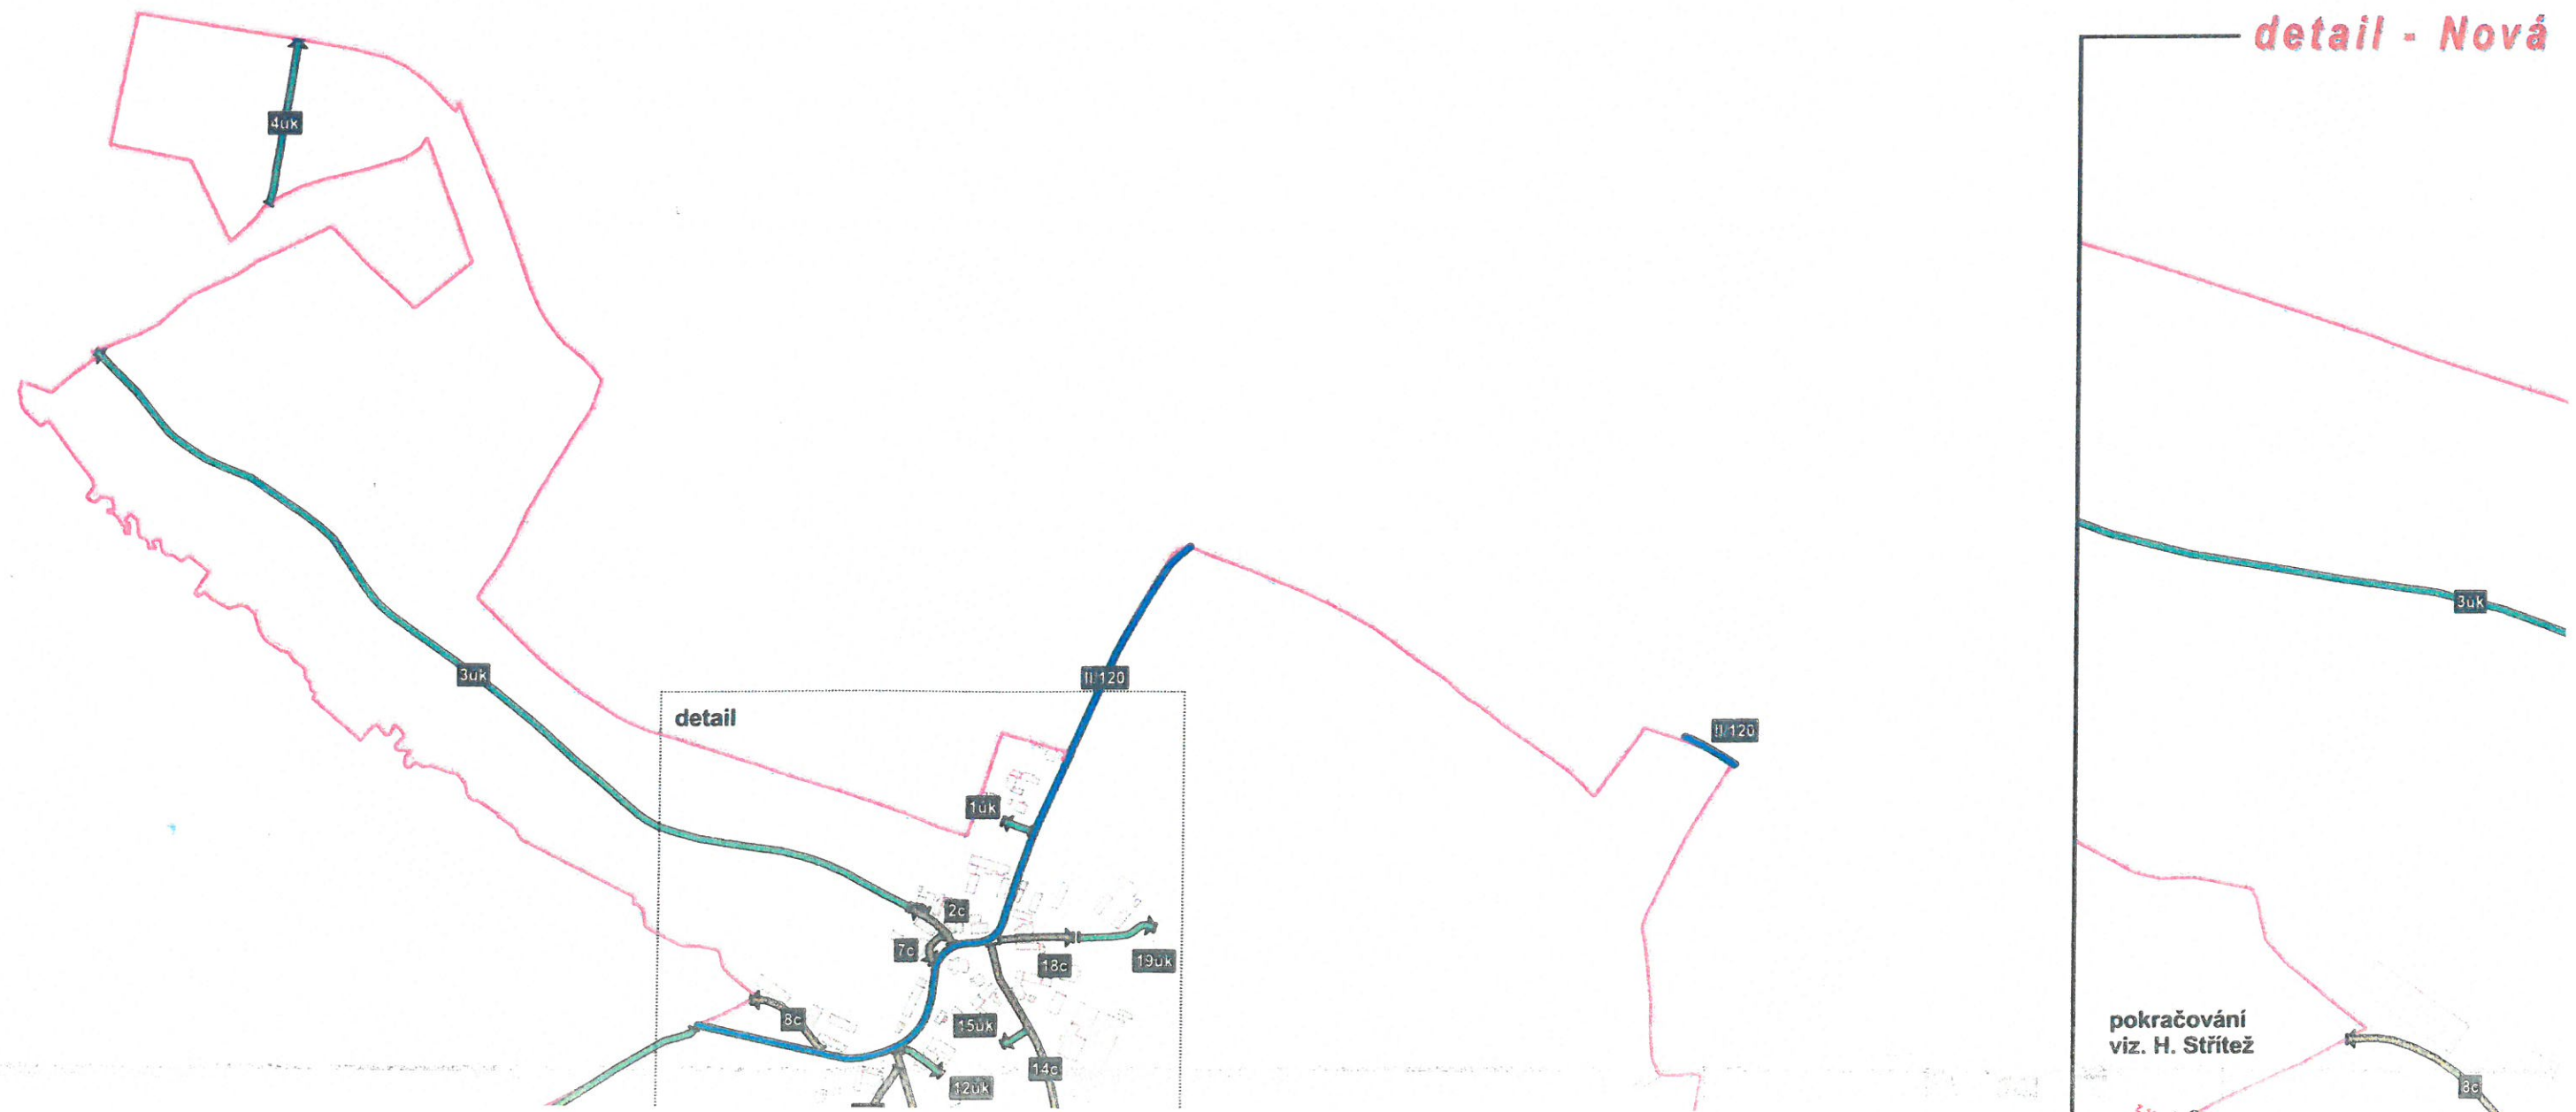 detail - Nová
4úk
3úk
3úk
II/120
detail
II/120
1úk
2c
7c
18c
19úk
8c
15úk
14c
12úk
pokračování
viz. H. Střítež
8c